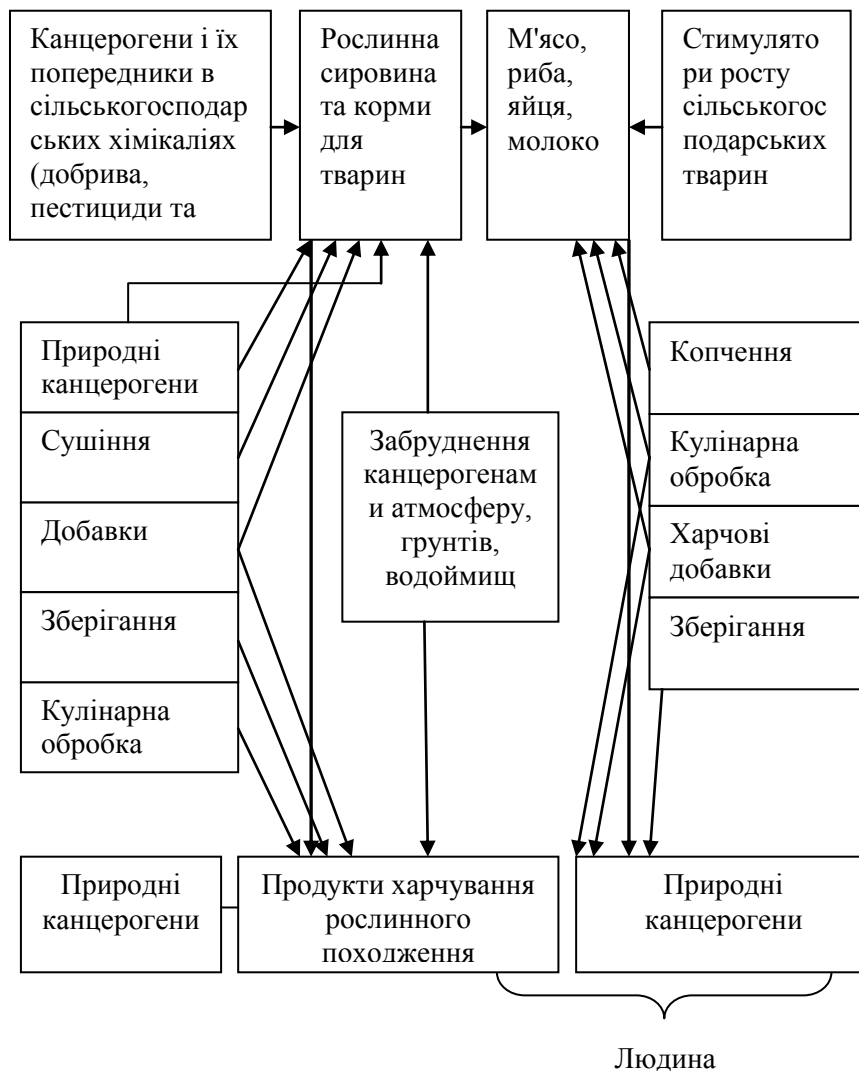 Канцерогени і їх
попередники в
сільськогосподар
ських хімікаліях
(добрива,
пестициди та
Рослинна
сировина
та корми
для
тварин
М'ясо,
риба,
яйця,
молоко
Стимулято
ри росту
сільськогос
подарських
тварин
Природні
канцерогени
Сушіння
Добавки
Зберігання
Кулінарна
обробка
Забруднення
канцерогенам
и атмосферу,
грунтів,
водоймищ
Копчення
Кулінарна
обробка
Харчові
добавки
Зберігання
Природні
канцерогени
Продукти харчування
рослинного
походження
Природні
канцерогени
Людина